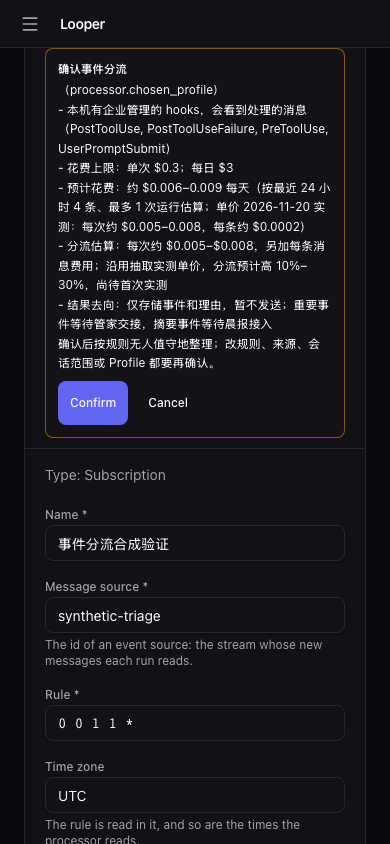 Looper
确认事件分流
（processor.chosen_profile）
- 本机有企业管理的 hooks，会看到处理的消息
（PostToolUse, PostToolUseFailure, PreToolUse,
UserPromptSubmit)
- 花费上限：单次 $0.3；每日 $3
- 预计花费：约 $0.006–0.009 每天（按最近 24 小
时 4 条、最多 1 次运行估算；单价 2026-11-20 实
测：每次约 $0.005–0.008，每条约 $0.0002）
- 分流估算：每次约 $0.005–$0.008，另加每条消
息费用；沿用抽取实测单价，分流预计高 10%–
30%，尚待首次实测
- 结果去向：仅存储事件和理由，暂不发送；重要事
件等待管家交接，摘要事件等待晨报接入
确认后按规则无人值守地整理；改规则、来源、会
话范围或 Profile 都要再确认。
Confirm Cancel
Type: Subscription
Name *
事件分流合成验证
Message source *
synthetic-triage
The id of an event source: the stream whose new
messages each run reads.
Rule *
0 0 1 1 *
Time zone
UTC
The rule is read in it, and so are the times the
processor reads.